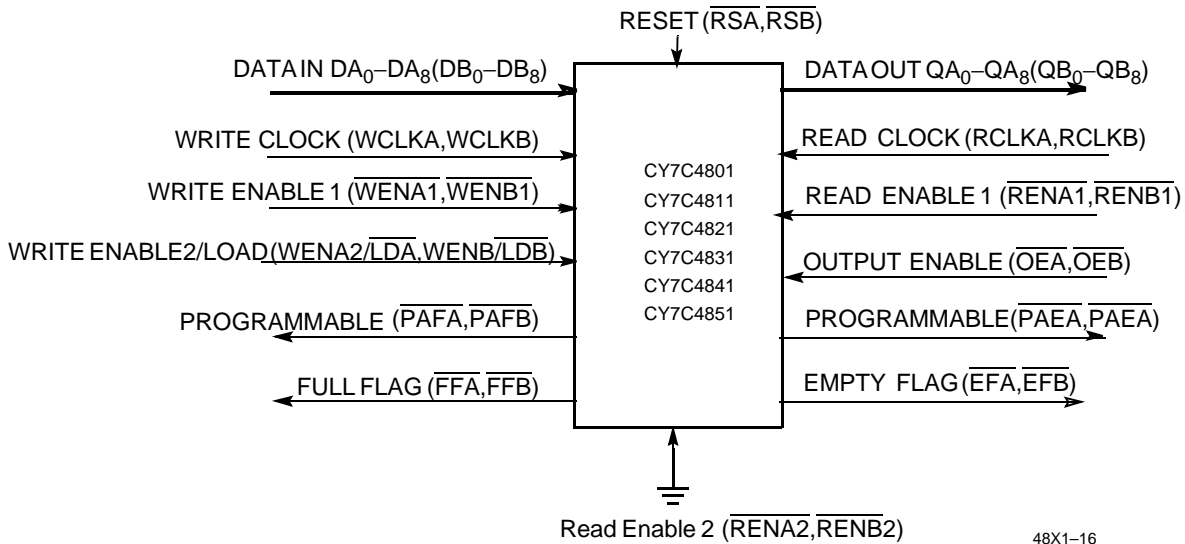 RESET (RSA,RSB)
DATA IN DA0–DA8(DB0–DB8)
DATA OUT QA0–QA8(QB0–QB8)
WRITE CLOCK (WCLKA,WCLKB)
READ CLOCK (RCLKA,RCLKB)
WRITE ENABLE 1 (WENA1,WENB1)
READ ENABLE 1 (RENA1,RENB1)
WRITE ENABLE2/LOAD(WENA2/LDA,WENB/LDB)
OUTPUT ENABLE (OEA,OEB)
PROGRAMMABLE (PAFA,PAFB)
PROGRAMMABLE(PAEA,PAEA)
FULL FLAG (FFA,FFB)
EMPTY FLAG (EFA,EFB)
CY7C4801
CY7C4811
CY7C4821
CY7C4831
CY7C4841
CY7C4851
Read Enable 2 (RENA2,RENB2)
48X1–16